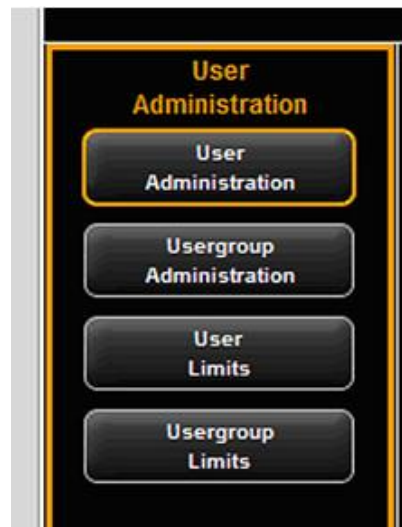 User
Administration
User
Administration
Usergroup
Administration
User
Limits
Usergroup
Limits